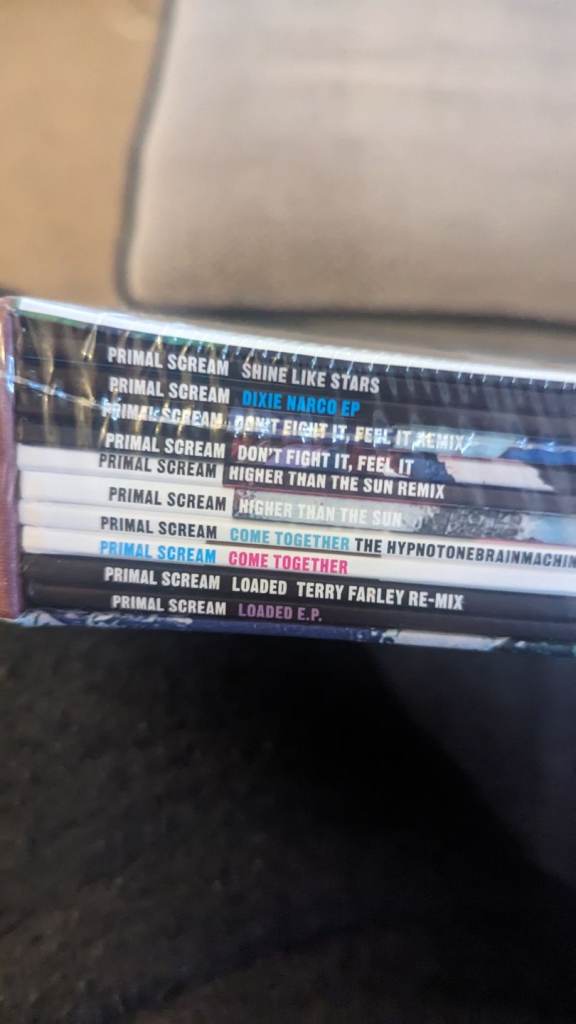 PRIMAL SCREAM SHINE LIKE STARS
PRIMAL SCREAM DIXIE NARCO EP
PRIMAL SCREAM DON'T FIGHT IT, FEEL IT REMIX
PRIMAL SCREAM DON'T FIGHT IT, FEEL IT
PRIMAL SCREAM HIGHER THAN THE SUN REMIX
PRIMAL SCREAM HIGHER THAN THE SUN
PRIMAL SCREAM COME TOGETHER THE HYPNOTONEBRAINMACHIN
PRIMAL SCREAM COME TOGETHER
PRIMAL SCREAM LOADED TERRY FARLEY RE-MIX
PRIMAL SCREAM LOADED E.P.